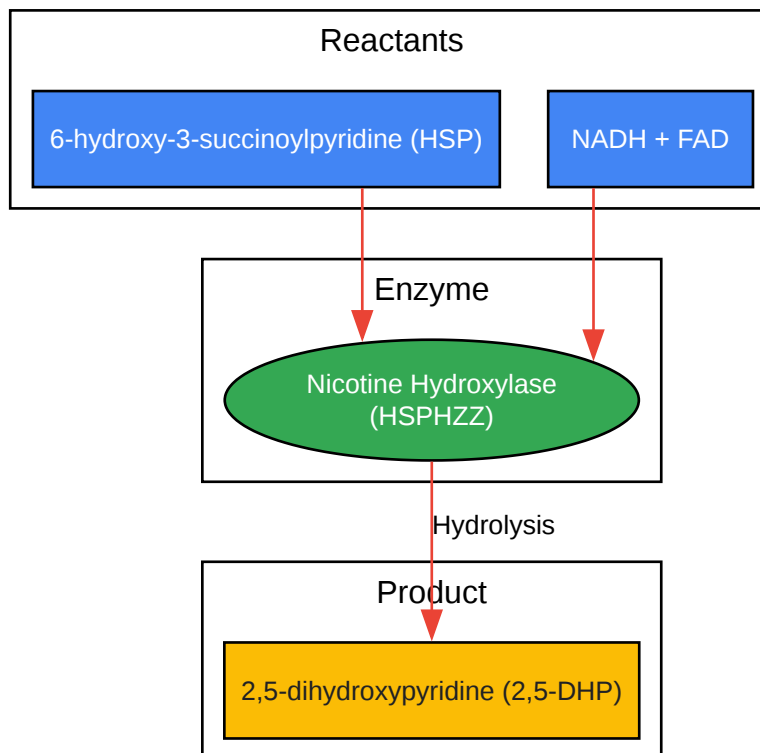 Reactants
6-hydroxy-3-succinoylpyridine (HSP)
NADH + FAD
Enzyme
Nicotine Hydroxylase
(HSPHZZ)
Hydrolysis
Product
2,5-dihydroxypyridine (2,5-DHP)